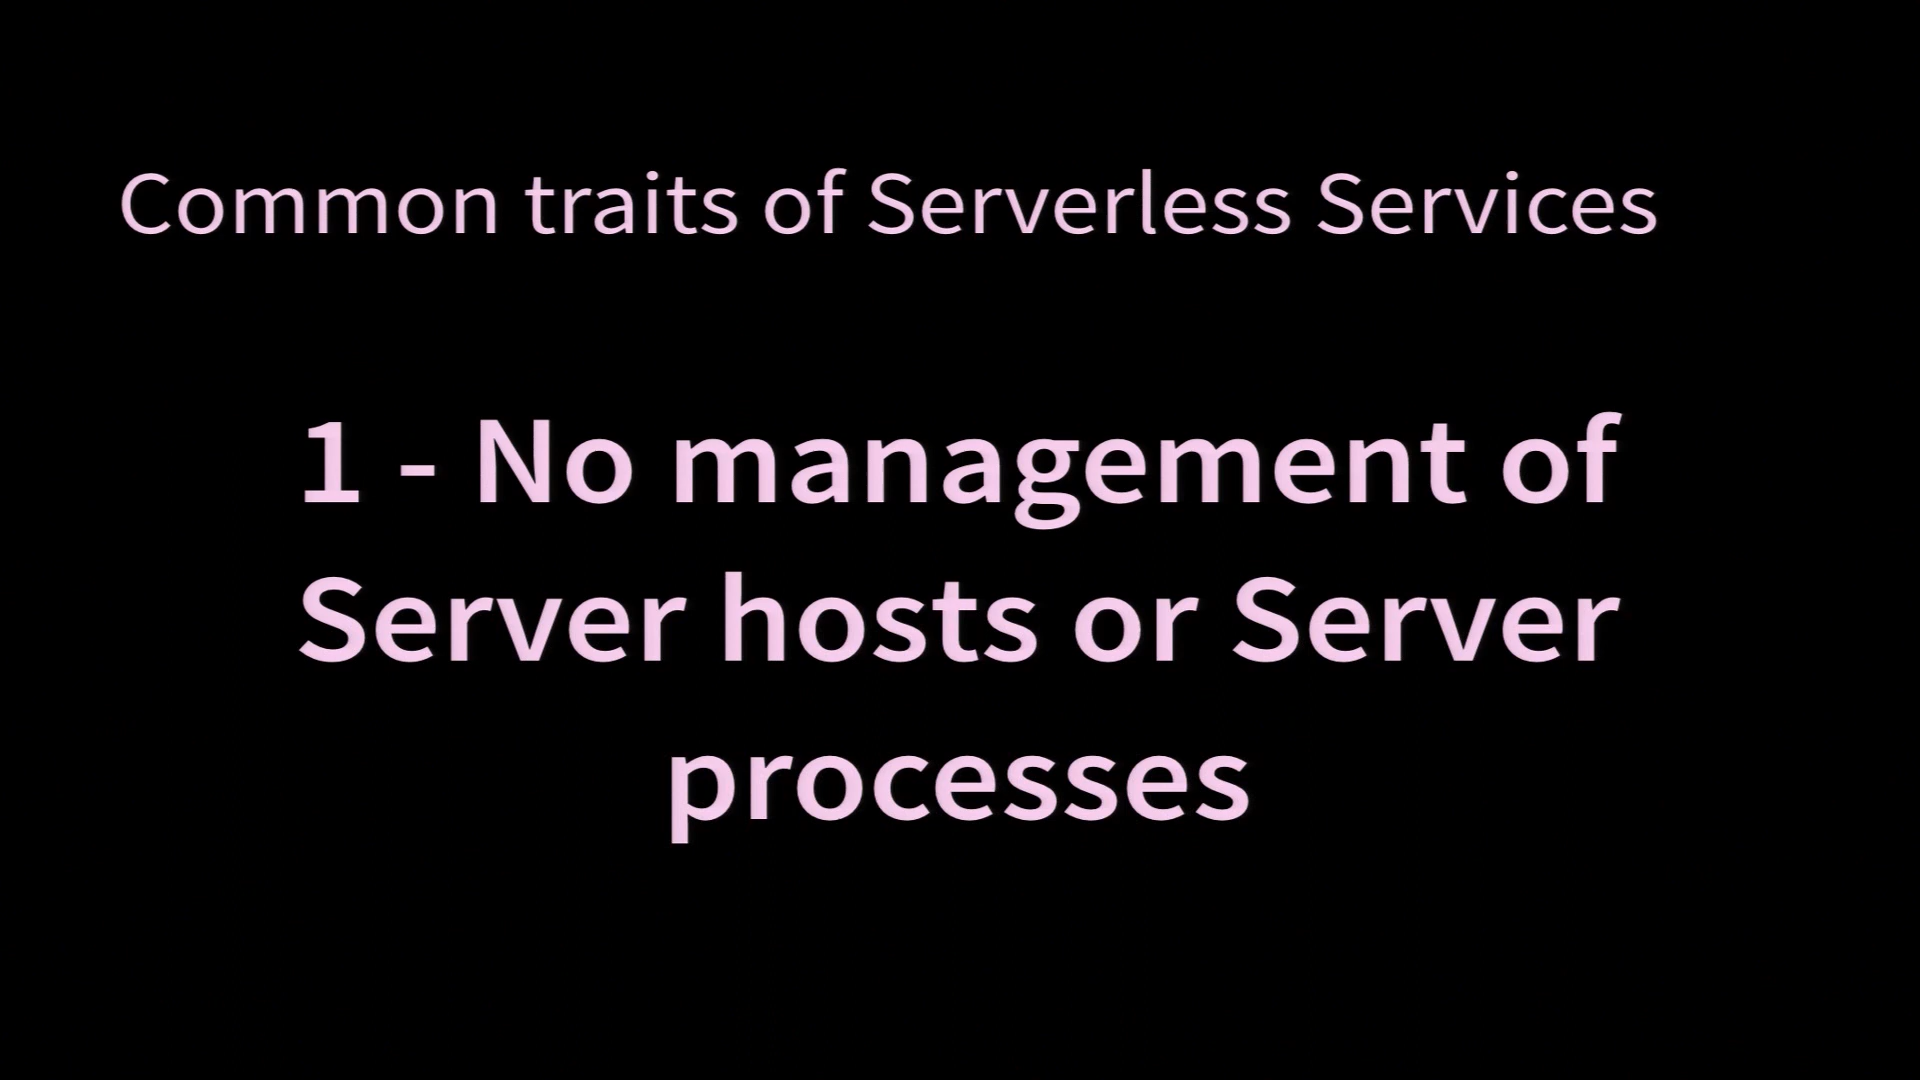 Common traits of Serverless Services
1 - No management of
Server hosts or Server
processes